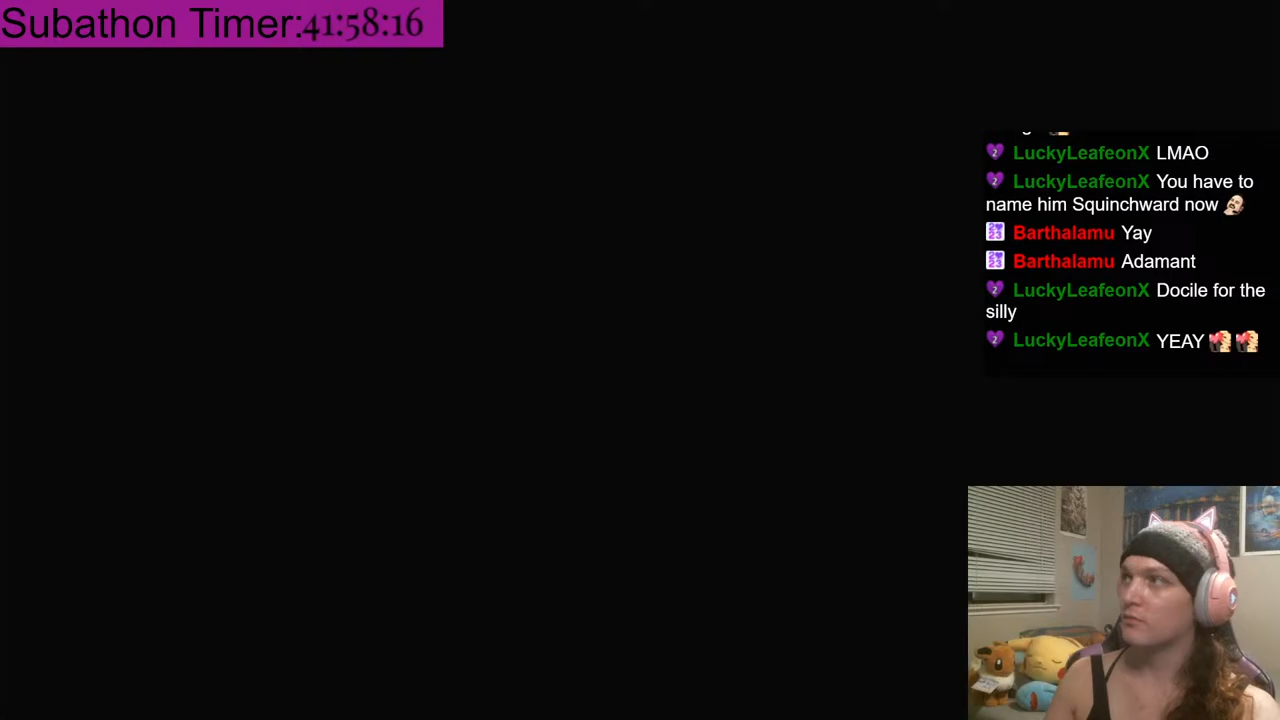 Subathon Timer:41:58:16
LuckyLeafeonX LMAO
LuckyLeafeonX You have to
name him Squinchward now
Barthalamu Yay
Barthalamu Adamant
LuckyLeafeonX Docile for the
silly
LuckyLeafeonX YEAY